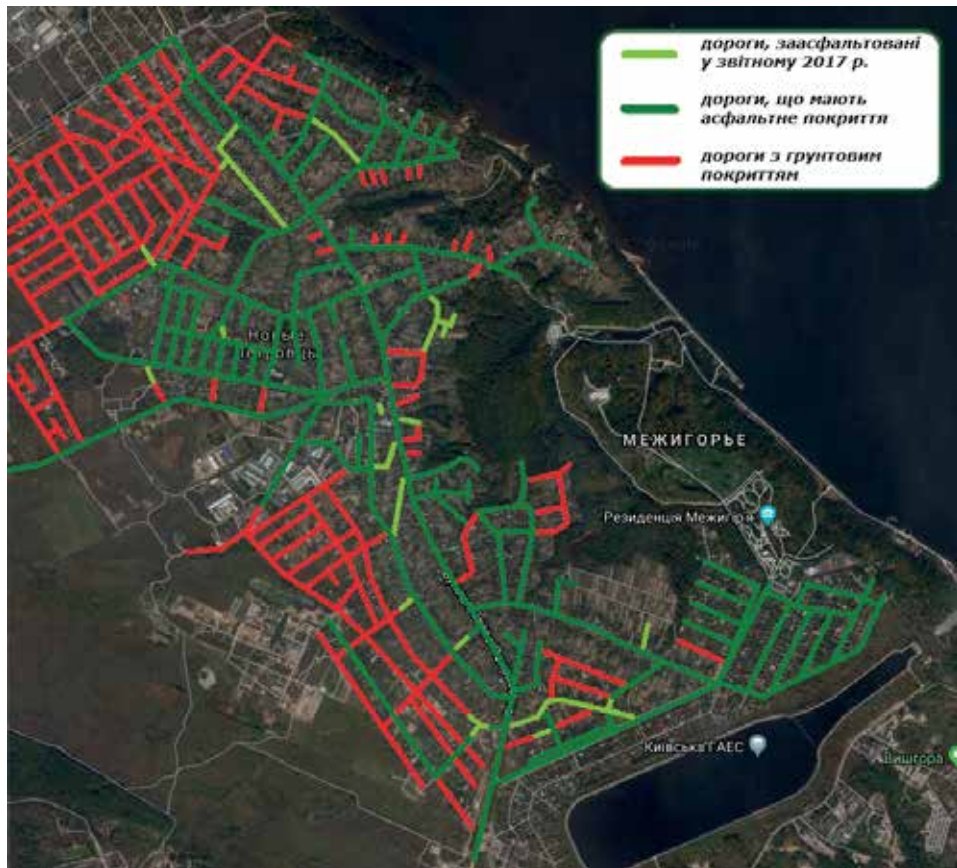 дороги, заасфальтовані
у звітному 2017 р.
дороги, що мають
асфальтне покриття
дороги з грунтовим
покриттям
МЕЖИГОРЬЕ
Резиденція Межигір'я
Київська ГАЕС
Вишгора